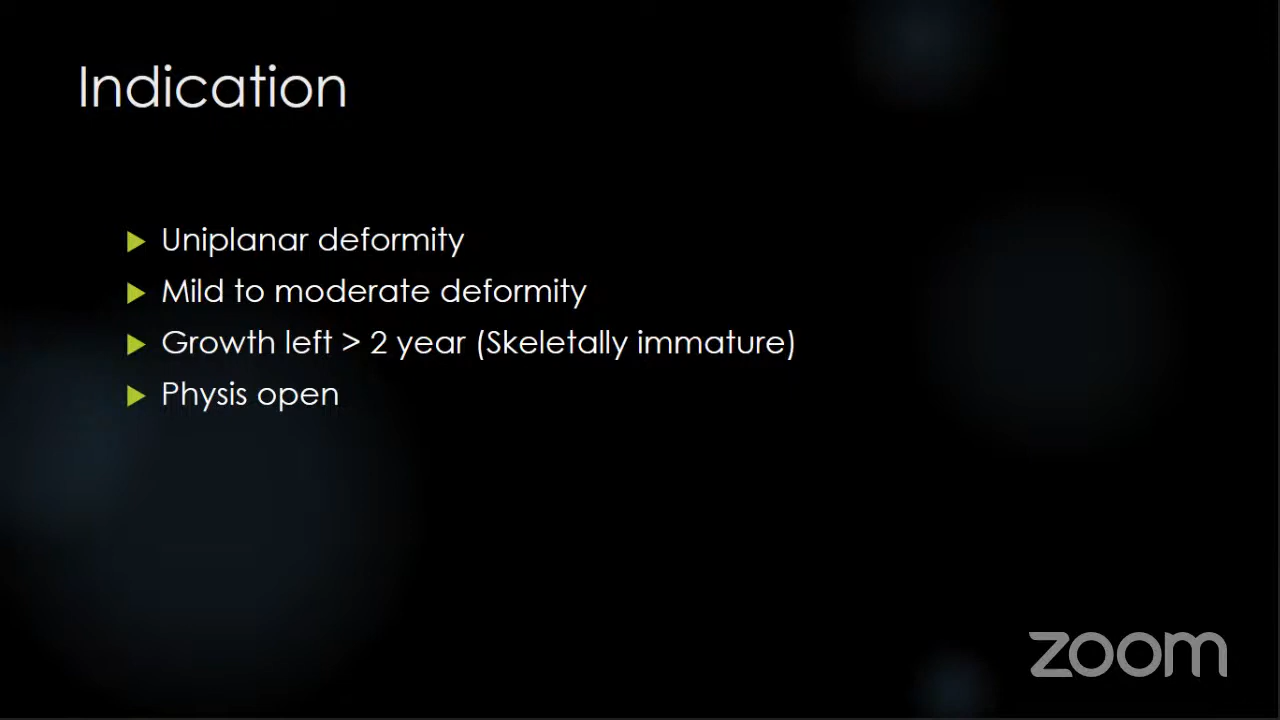 Indication
Uniplanar deformity
Mild to moderate deformity
Growth left > 2 year (Skeletally immature)
Physis open
zoom